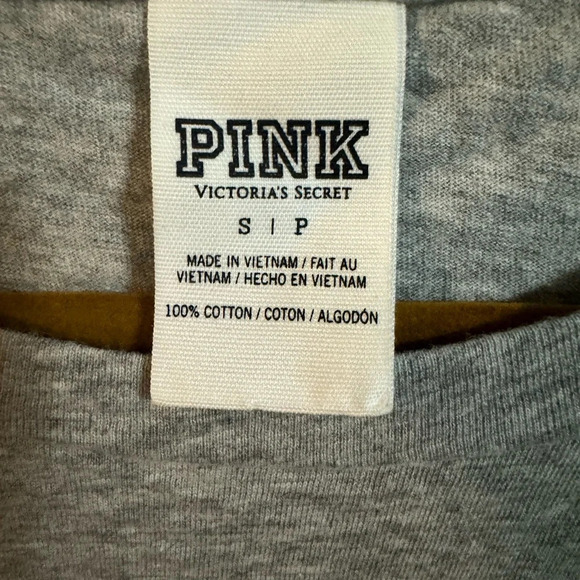 PINK
VICTORIA'S SECRET
S | P
MADE IN VIETNAM / FAIT AU
VIETNAM / HECHO EN VIETNAM
100% COTTON / COTON / ALGODÓN